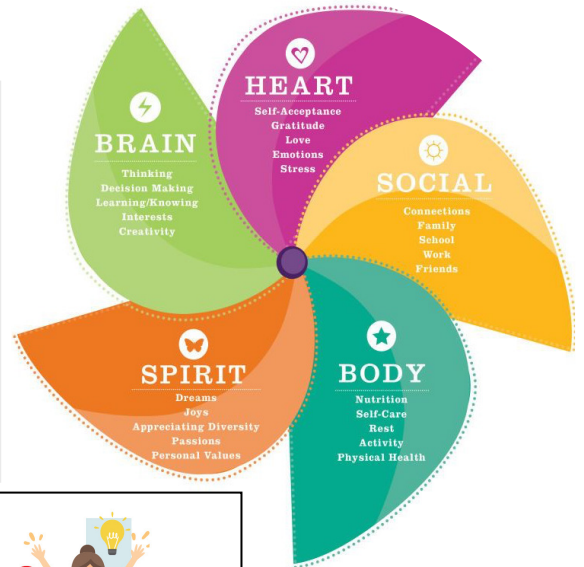 HEART
Self-Acceptance
Gratitude
Love
Emotions
Stress
BRAIN
Thinking
Decision Making
Learning/Knowing
Interests
Creativity
SOCIAL
Connections
Family
School
Work
Friends
SPIRIT
Dreams
Joys
Appreciating Diversity
Passions
Personal Values
BODY
Nutrition
Self-Care
Rest
Activity
Physical Health